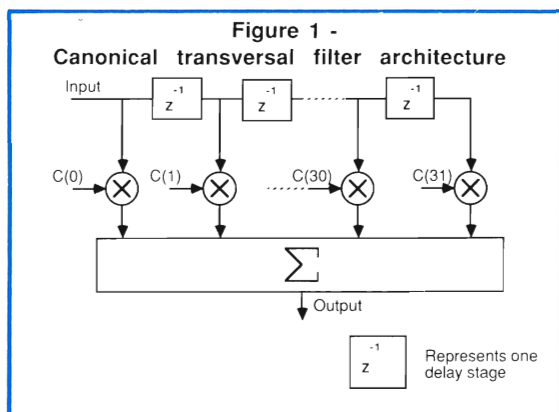 Figure 1 -
Canonical transversal filter architecture
Input
z⁻¹
z⁻¹
z⁻¹
C(0)
C(1)
C(30)
C(31)
Σ
Output
z⁻¹
Represents one
delay stage